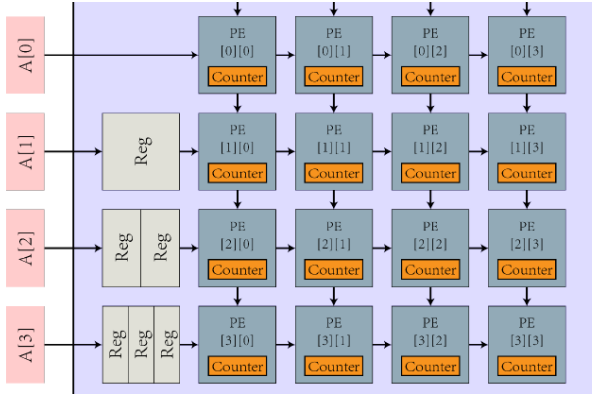 A[0]
PE
[0][0]
Counter
PE
[0][1]
Counter
PE
[0][2]
Counter
PE
[0][3]
Counter
A[1]
Reg
PE
[1][0]
Counter
PE
[1][1]
Counter
PE
[1][2]
Counter
PE
[1][3]
Counter
A[2]
Reg
Reg
PE
[2][0]
Counter
PE
[2][1]
Counter
PE
[2][2]
Counter
PE
[2][3]
Counter
A[3]
Reg
Reg
Reg
PE
[3][0]
Counter
PE
[3][1]
Counter
PE
[3][2]
Counter
PE
[3][3]
Counter